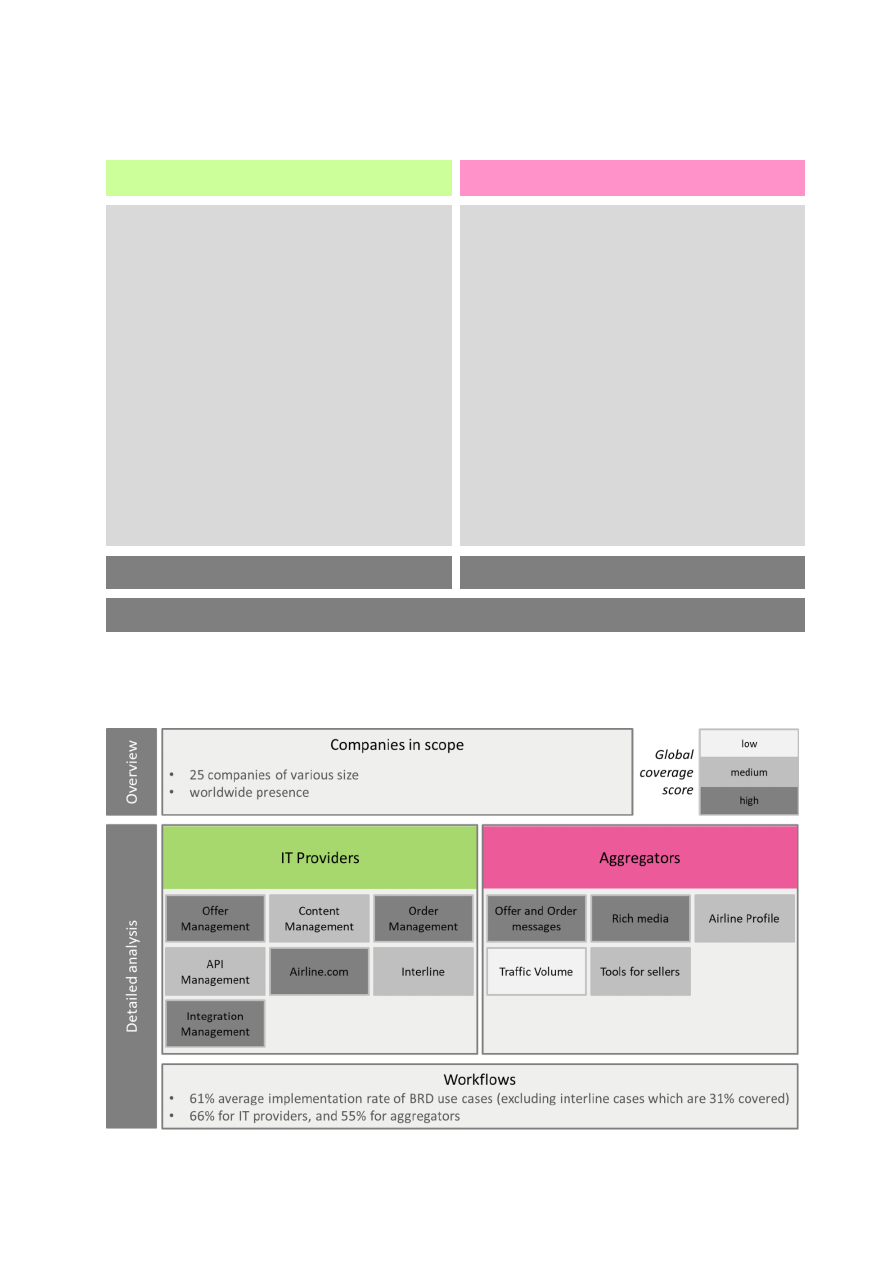 Overview
Companies in scope
• 25 companies of various size
• worldwide presence
Global
coverage
score
low
medium
high
Detailed analysis
IT Providers
Offer
Management
Content
Management
Order
Management
API
Management
Airline.com
Interline
Integration
Management
Aggregators
Offer and Order
messages
Rich media
Airline Profile
Traffic Volume
Tools for sellers
Workflows
• 61% average implementation rate of BRD use cases (excluding interline cases which are 31% covered)
• 66% for IT providers, and 55% for aggregators